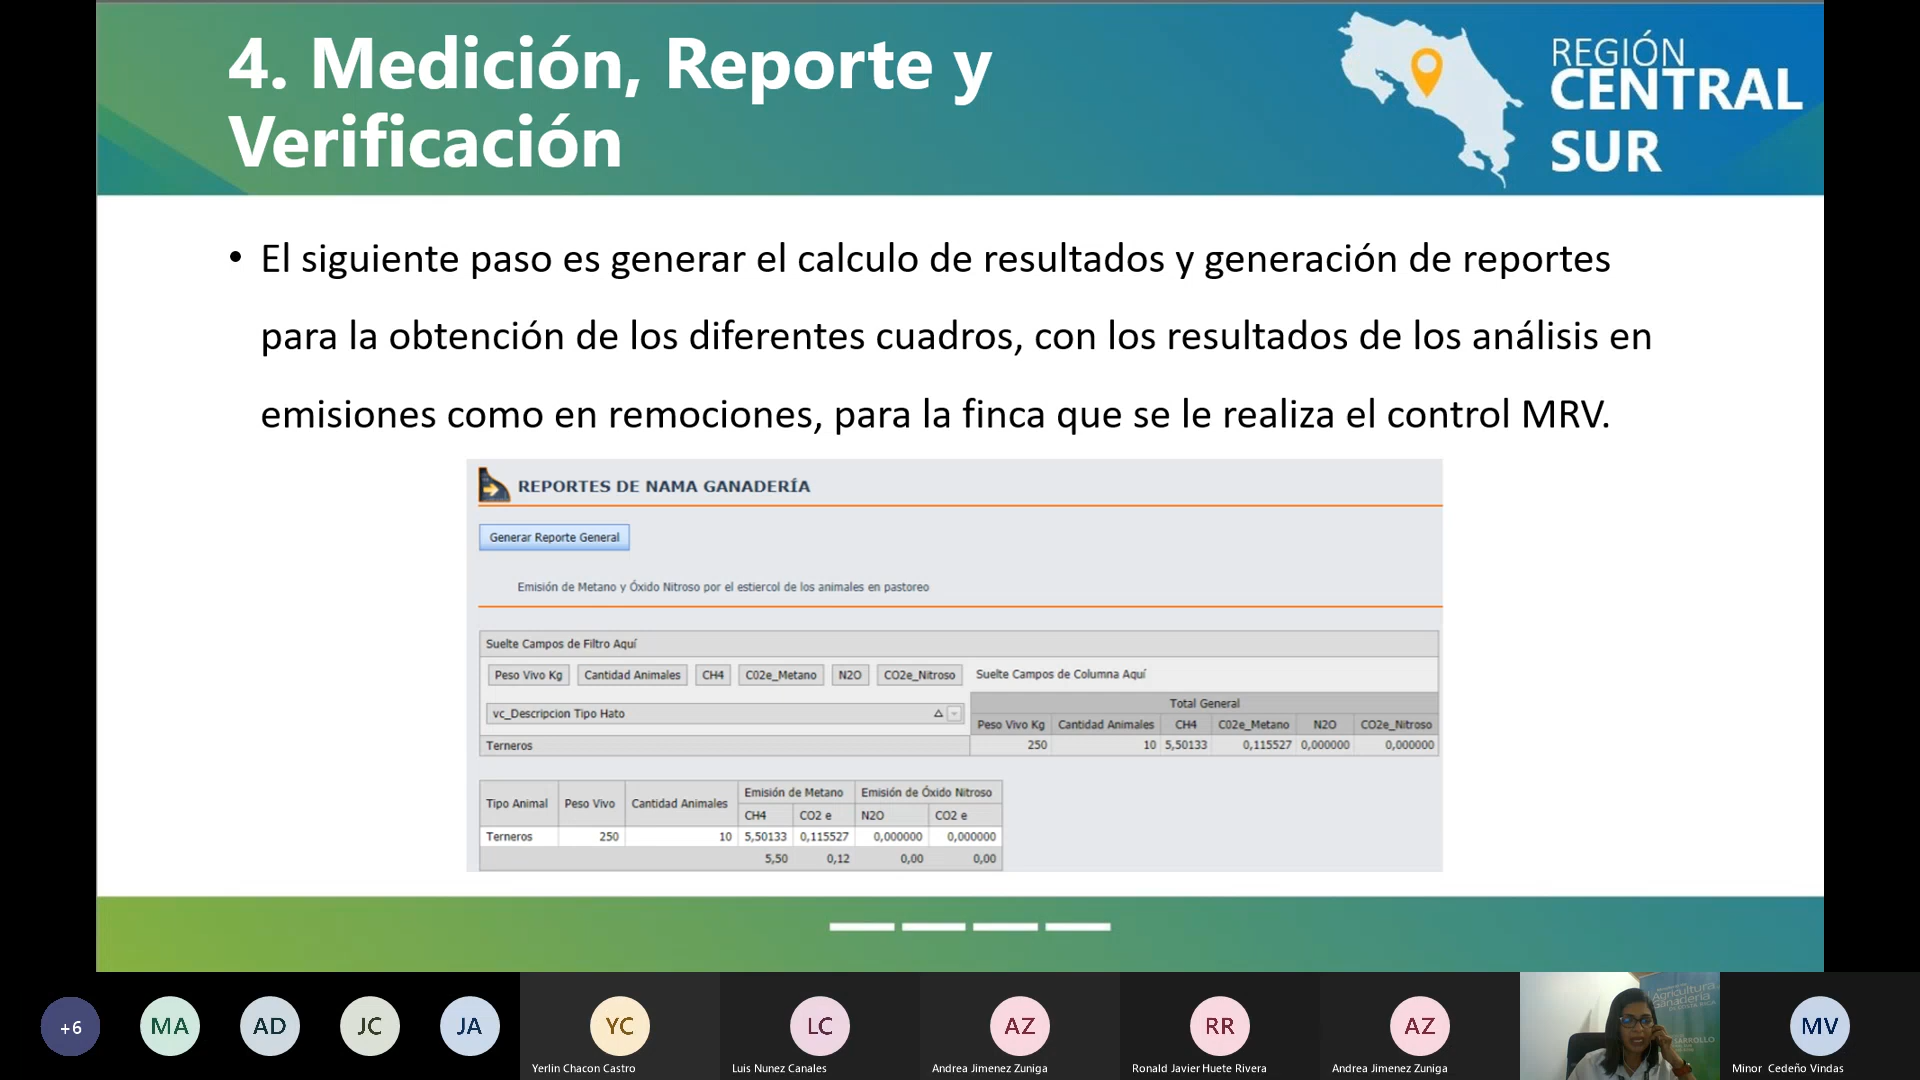 4. Medición, Reporte y
Verificación
REGIÓN
CENTRAL
SUR
• El siguiente paso es generar el calculo de resultados y generación de reportes
para la obtención de los diferentes cuadros, con los resultados de los análisis en
emisiones como en remociones, para la finca que se le realiza el control MRV.
REPORTES DE NAMA GANADERÍA
Generar Reporte General
Emisión de Metano y Óxido Nitroso por el estiercol de los animales en pastoreo
Suelte Campos de Filtro Aquí
Peso Vivo Kg Cantidad Animales CH4 C02e_Metano N2O CO2e_Nitroso Suelte Campos de Columna Aquí
vc_Descripcion Tipo Hato
Total General
Peso Vivo Kg Cantidad Animales CH4 C02e_Metano N2O CO2e_Nitroso
Terneros 250 10 5,50133 0,115527 0,000000 0,000000
Tipo Animal Peso Vivo Cantidad Animales Emisión de Metano Emisión de Óxido Nitroso
CH4 CO2 e N2O CO2 e
Terneros 250 10 5,50133 0,115527 0,000000 0,000000
5,50 0,12 0,00 0,00
+6 MA AD JC JA YC LC AZ RR AZ MV
Agricultura
Ganadería
Yerlin Chacon Castro Luis Nunez Canales Andrea Jimenez Zuniga Ronald Javier Huete Rivera Andrea Jimenez Zuniga Minor Cedeño Vindas